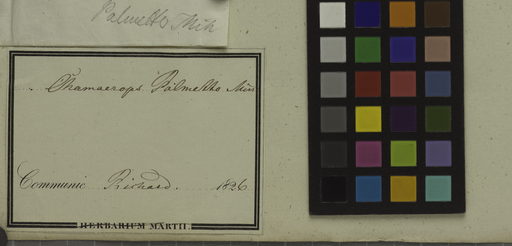 Palmetto Mich
Chamaerops Palmetto Mich
Communic Richard. 1826
HERBARIUM MARTII.